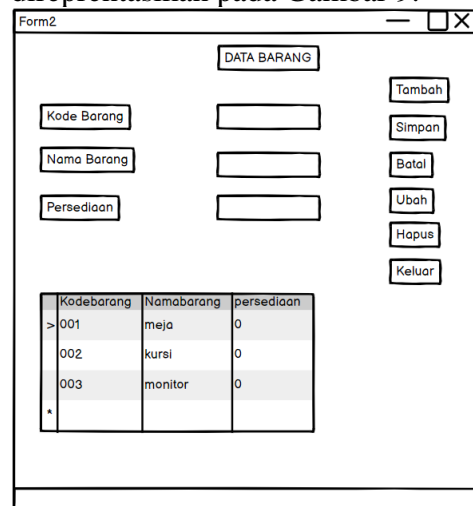 direpresentasikan pada Gambar 9.
Form2
DATA BARANG
Tambah
Kode Barang
Simpan
Nama Barang
Batal
Persediaan
Ubah
Hapus
Keluar
Kodebarang Namabarang persediaan
> 001 meja 0
002 kursi 0
003 monitor 0
*